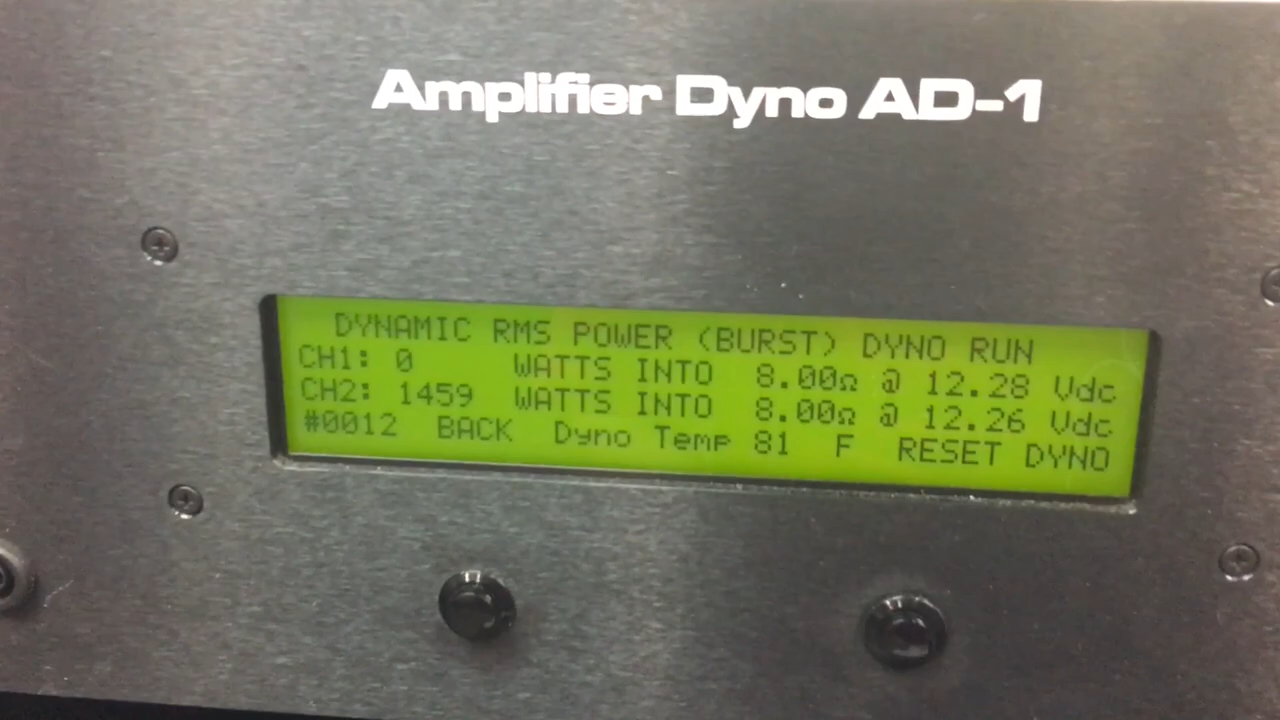 Amplifier Dyno AD-1
DYNAMIC RMS POWER (BURST) DYNO RUN
CH1: 0 WATTS INTO 8.00Ω @ 12.28 Vdc
CH2: 1459 WATTS INTO 8.00Ω @ 12.26 Vdc
#0012 BACK Dyno Temp 81 F RESET DYNO